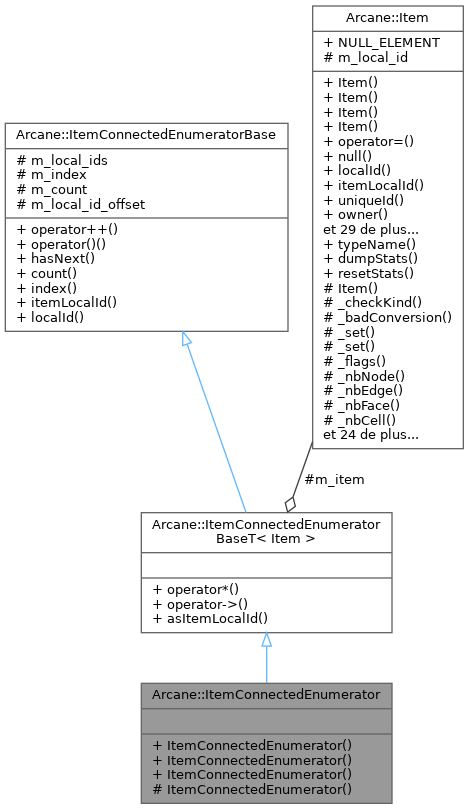 Arcane::Item
+ NULL_ELEMENT
# m_local_id
+ Item()
+ Item()
+ Item()
+ Item()
+ operator=()
+ null()
+ localId()
+ itemLocalId()
+ uniqueId()
+ owner()
et 29 de plus...
+ typeName()
+ dumpStats()
+ resetStats()
# Item()
# _checkKind()
# _badConversion()
# _set()
# _set()
# _flags()
# _nbNode()
# _nbEdge()
# _nbFace()
# _nbCell()
et 24 de plus...
Arcane::ItemConnectedEnumeratorBase
# m_local_ids
# m_index
# m_count
# m_local_id_offset
+ operator++()
+ operator()()
+ hasNext()
+ count()
+ index()
+ itemLocalId()
+ localId()
#m_item
Arcane::ItemConnectedEnumerator
BaseT< Item >
+ operator*()
+ operator->()
+ asItemLocalId()
Arcane::ItemConnectedEnumerator
+ ItemConnectedEnumerator()
+ ItemConnectedEnumerator()
+ ItemConnectedEnumerator()
# ItemConnectedEnumerator()